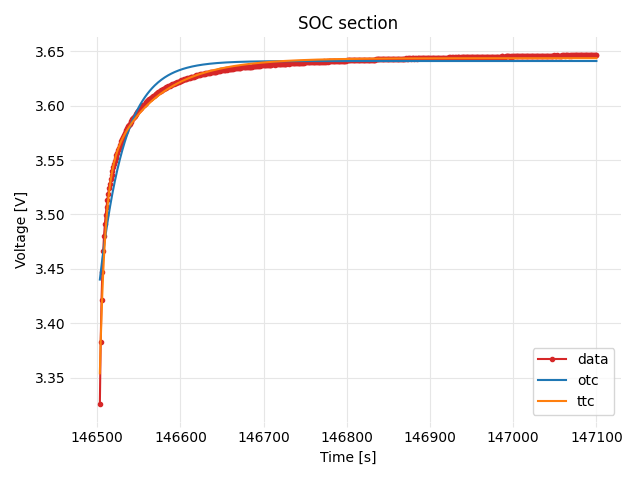 SOC section
Voltage [V]
3.65
3.60
3.55
3.50
3.45
3.40
3.35
data
otc
ttc
146500 146600 146700 146800 146900 147000 147100
Time [s]